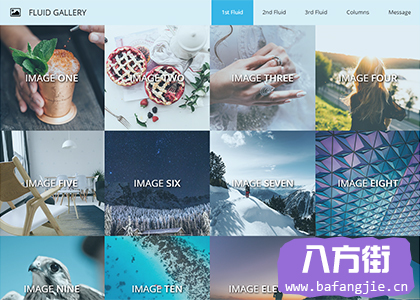 FLUID GALLERY
1st Fluid
2nd Fluid
3rd Fluid
Columns
Message
IMAGE ONE
IMAGE TWO
IMAGE THREE
IMAGE FOUR
IMAGE FIVE
IMAGE SIX
IMAGE SEVEN
IMAGE EIGHT
IMAGE NINE
IMAGE TEN
IMAGE ELE
八方街
www.bafangjie.cn